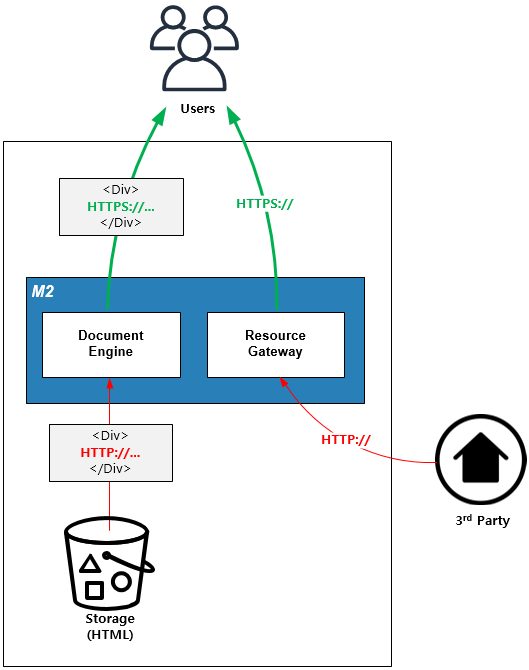 Users
<Div>
HTTPS://...
</Div>
HTTPS://
M2
Document
Engine
Resource
Gateway
<Div>
HTTP://...
</Div>
HTTP://
3rd Party
Storage
(HTML)